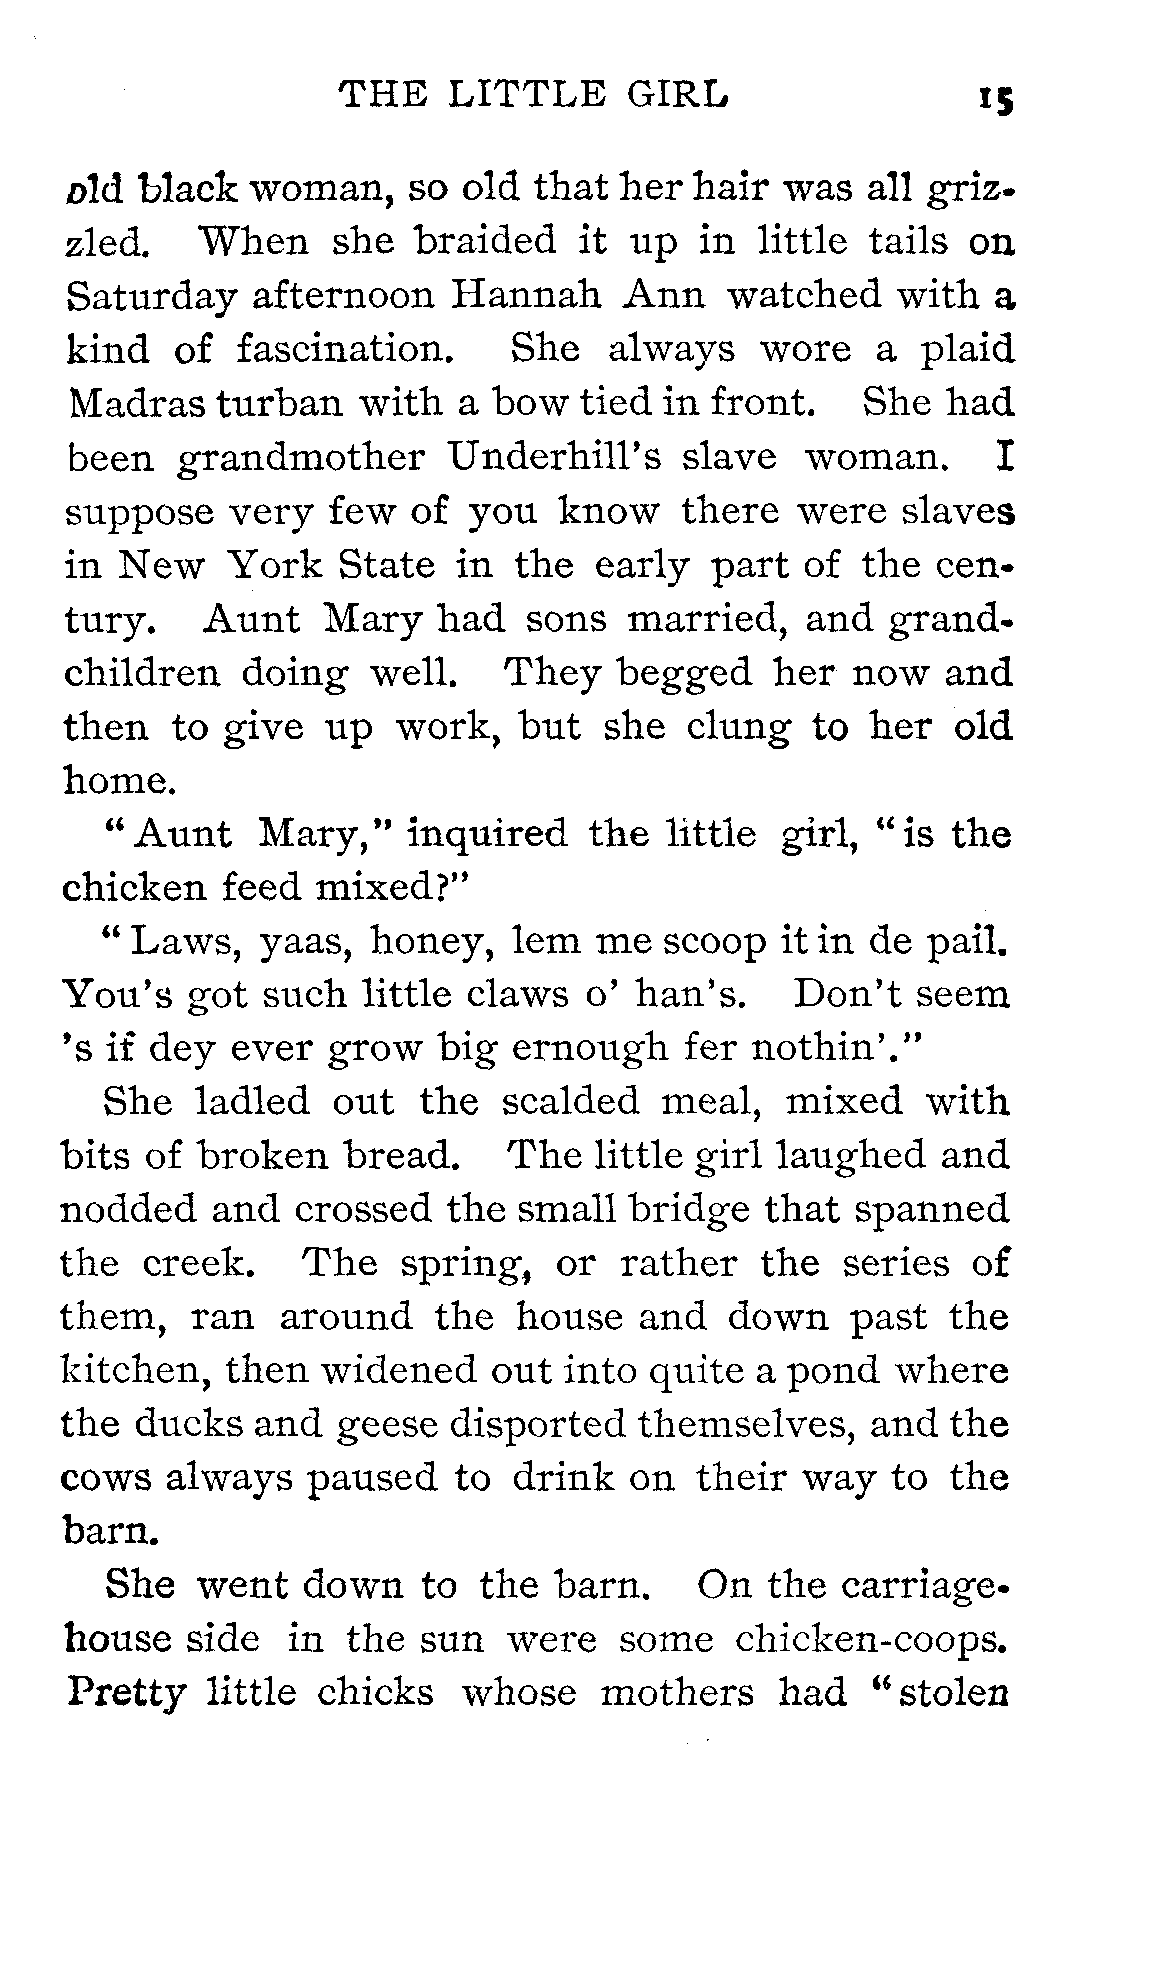 THE LITTLE GIRL 15
old black woman, so old that her hair was all griz-
zled. When she braided it up in little tails on
Saturday afternoon Hannah Ann watched with a
kind of fascination. She always wore a plaid
Madras turban with a bow tied in front. She had
been grandmother Underhill's slave woman. I
suppose very few of you know there were slaves
in New York State in the early part of the cen-
tury. Aunt Mary had sons married, and grand-
children doing well. They begged her now and
then to give up work, but she clung to her old
home.
"Aunt Mary," inquired the little girl, "is the
chicken feed mixed?"
"Laws, yaas, honey, lem me scoop it in de pail.
You's got such little claws o' han's. Don't seem
's if dey ever grow big ernough fer nothin'."
She ladled out the scalded meal, mixed with
bits of broken bread. The little girl laughed and
nodded and crossed the small bridge that spanned
the creek. The spring, or rather the series of
them, ran around the house and down past the
kitchen, then widened out into quite a pond where
the ducks and geese disported themselves, and the
cows always paused to drink on their way to the
barn.
She went down to the barn. On the carriage-
house side in the sun were some chicken-coops.
Pretty little chicks whose mothers had "stolen